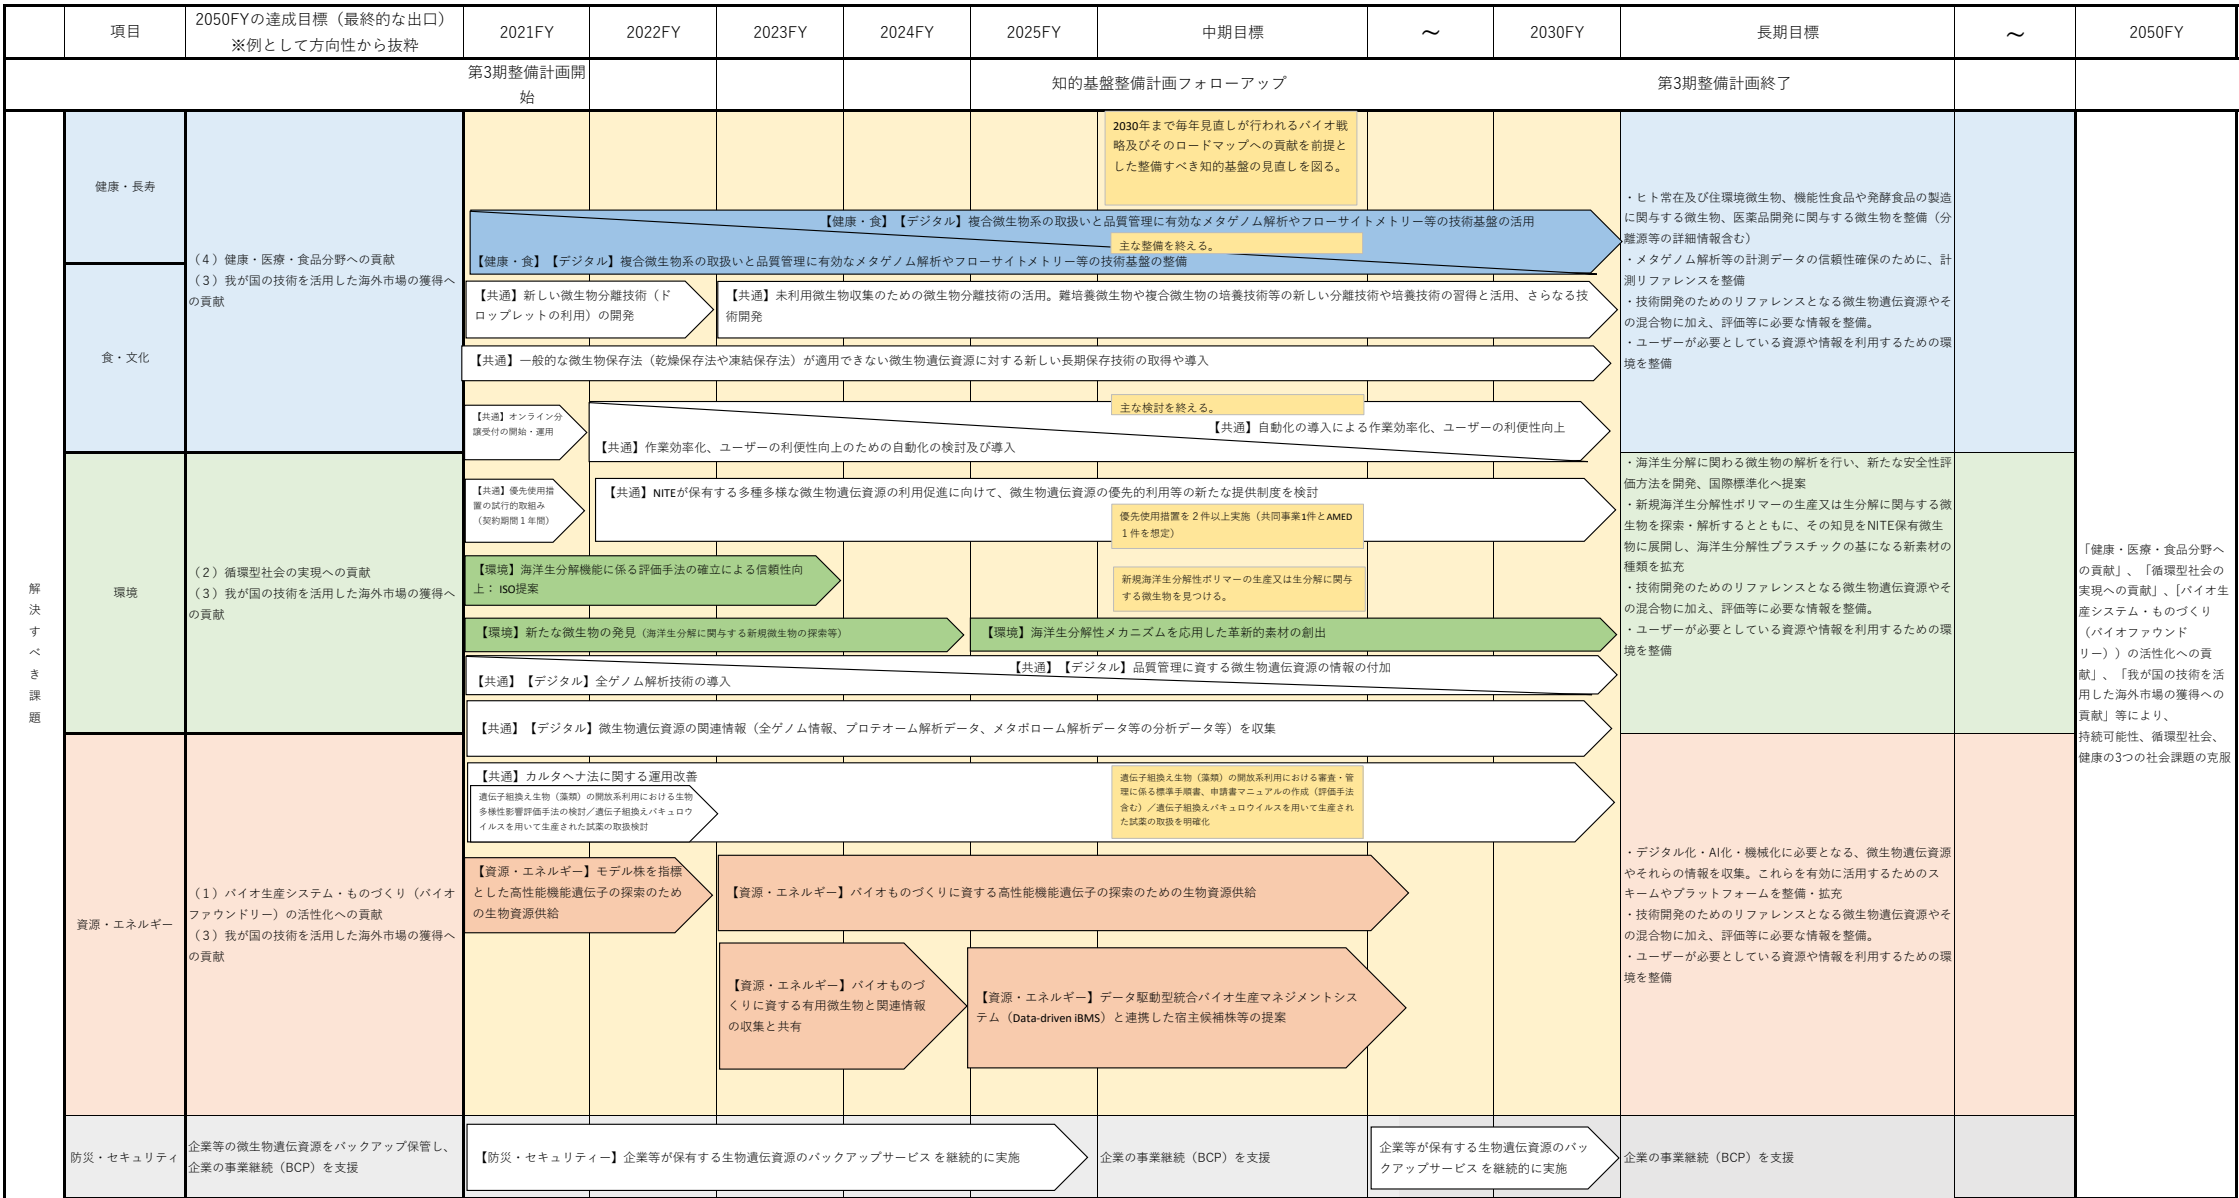 項目
2050FYの達成目標（最終的な出口）
※例として方向性から抜粋
2021FY
2022FY
2023FY
2024FY
2025FY
中期目標
～
2030FY
長期目標
～
2050FY
第3期整備計画開
始
知的基盤整備計画フォローアップ
第3期整備計画終了
解
決
す
べ
き
課
題
健康・長寿
食・文化
（4）健康・医療・食品分野への貢献
（3）我が国の技術を活用した海外市場の獲得へ
の貢献
2030年まで毎年見直しが行われるバイオ戦
略及びそのロードマップへの貢献を前提と
した整備すべき知的基盤の見直しを図る。
【健康・食】【デジタル】複合微生物系の取扱いと品質管理に有効なメタゲノム解析やフローサイトメトリー等の技術基盤の活用
主な整備を終える。
【健康・食】【デジタル】複合微生物系の取扱いと品質管理に有効なメタゲノム解析やフローサイトメトリー等の技術基盤の整備
【共通】新しい微生物分離技術（ド
ロップレットの利用）の開発
【共通】未利用微生物収集のための微生物分離技術の活用。難培養微生物や複合微生物の培養技術等の新しい分離技術や培養技術の習得と活用、さらなる技
術開発
【共通】一般的な微生物保存法（乾燥保存法や凍結保存法）が適用できない微生物遺伝資源に対する新しい長期保存技術の取得や導入
【共通】オンライン分
譲受付の開始・運用
主な検討を終える。
【共通】自動化の導入による作業効率化、ユーザーの利便性向上
【共通】作業効率化、ユーザーの利便性向上のための自動化の検討及び導入
・ヒト常在及び住環境微生物、機能性食品や発酵食品の製造
に関与する微生物、医薬品開発に関与する微生物を整備（分
離源等の詳細情報含む）
・メタゲノム解析等の計測データの信頼性確保のために、計
測リファレンスを整備
・技術開発のためのリファレンスとなる微生物遺伝資源やそ
の混合物に加え、評価等に必要な情報を整備。
・ユーザーが必要としている資源や情報を利用するための環
境を整備
環境
（2）循環型社会の実現への貢献
（3）我が国の技術を活用した海外市場の獲得へ
の貢献
【共通】優先使用措
置の試行的取組み
（契約期間１年間）
【共通】NITEが保有する多種多様な微生物遺伝資源の利用促進に向けて、微生物遺伝資源の優先的利用等の新たな提供制度を検討
優先使用措置を２件以上実施（共同事業1件とAMED
１件を想定）
【環境】海洋生分解機能に係る評価手法の確立による信頼性向
上： ISO提案
新規海洋生分解性ポリマーの生産又は生分解に関与
する微生物を見つける。
【環境】新たな微生物の発見（海洋生分解に関与する新規微生物の探索等）
【環境】海洋生分解性メカニズムを応用した革新的素材の創出
【共通】【デジタル】品質管理に資する微生物遺伝資源の情報の付加
【共通】【デジタル】全ゲノム解析技術の導入
【共通】【デジタル】微生物遺伝資源の関連情報（全ゲノム情報、プロテオーム解析データ、メタボローム解析データ等の分析データ等）を収集
・海洋生分解に関わる微生物の解析を行い、新たな安全性評
価方法を開発、国際標準化へ提案
・新規海洋生分解性ポリマーの生産又は生分解に関与する微
生物を探索・解析するとともに、その知見をNITE保有微生
物に展開し、海洋生分解性プラスチックの基になる新素材の
種類を拡充
・技術開発のためのリファレンスとなる微生物遺伝資源やそ
の混合物に加え、評価等に必要な情報を整備。
・ユーザーが必要としている資源や情報を利用するための環
境を整備
「健康・医療・食品分野へ
の貢献」、「循環型社会の
実現への貢献」、[バイオ生
産システム・ものづくり
（バイオファウンド
リー））の活性化への貢
献」、「我が国の技術を活
用した海外市場の獲得への
貢献」等により、
持続可能性、循環型社会、
健康の3つの社会課題の克服
資源・エネルギー
（1）バイオ生産システム・ものづくり（バイオ
ファウンドリー）の活性化への貢献
（3）我が国の技術を活用した海外市場の獲得へ
の貢献
【共通】カルタヘナ法に関する運用改善
遺伝子組換え生物（藻類）の開放系利用における生物
多様性影響評価手法の検討／遺伝子組換えバキュロウ
イルスを用いて生産された試薬の取扱検討
遺伝子組換え生物（藻類）の開放系利用における審査・管
理に係る標準手順書、申請書マニュアルの作成（評価手法
含む）／遺伝子組換えバキュロウイルスを用いて生産され
た試薬の取扱を明確化
【資源・エネルギー】モデル株を指標
とした高性能機能遺伝子の探索のため
の生物資源供給
【資源・エネルギー】バイオものづくりに資する高性能機能遺伝子の探索のための生物資源供給
【資源・エネルギー】バイオものづ
くりに資する有用微生物と関連情報
の収集と共有
【資源・エネルギー】データ駆動型統合バイオ生産マネジメントシス
テム（Data-driven iBMS）と連携した宿主候補株等の提案
・デジタル化・AI化・機械化に必要となる、微生物遺伝資源
やそれらの情報を収集。これらを有効に活用するためのス
キームやプラットフォームを整備・拡充
・技術開発のためのリファレンスとなる微生物遺伝資源やそ
の混合物に加え、評価等に必要な情報を整備。
・ユーザーが必要としている資源や情報を利用するための環
境を整備
防災・セキュリティ
企業等の微生物遺伝資源をバックアップ保管し、
企業の事業継続（BCP）を支援
【防災・セキュリティー】企業等が保有する生物遺伝資源のバックアップサービス を継続的に実施
企業の事業継続（BCP）を支援
企業等が保有する生物遺伝資源のバッ
クアップサービス を継続的に実施
企業の事業継続（BCP）を支援